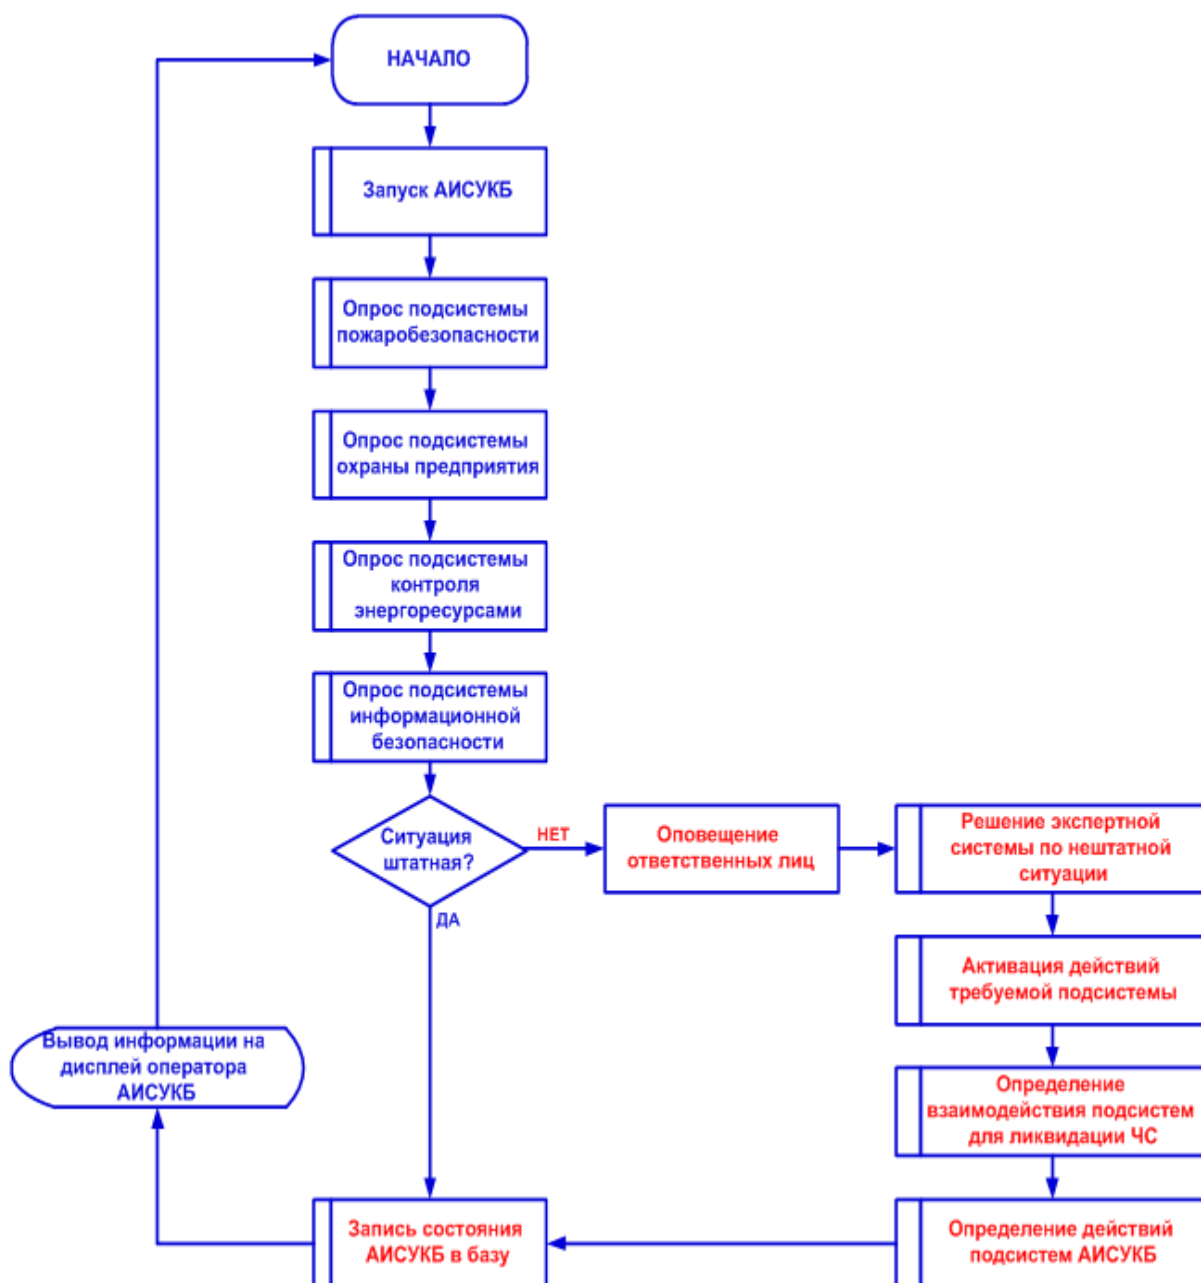 НАЧАЛО
Запуск АИСУКБ
Опрос подсистемы
пожаробезопасности
Опрос подсистемы
охраны предприятия
Опрос подсистемы
контроля
энергоресурсами
Опрос подсистемы
информационной
безопасности
Ситуация
штатная?
НЕТ
ДА
Оповещение
ответственных лиц
Решение экспертной
системы по нештатной
ситуации
Активация действий
требуемой подсистемы
Определение
взаимодействия подсистем
для ликвидации ЧС
Определение действий
подсистем АИСУКБ
Запись состояния
АИСУКБ в базу
Вывод информации на
дисплей оператора
АИСУКБ